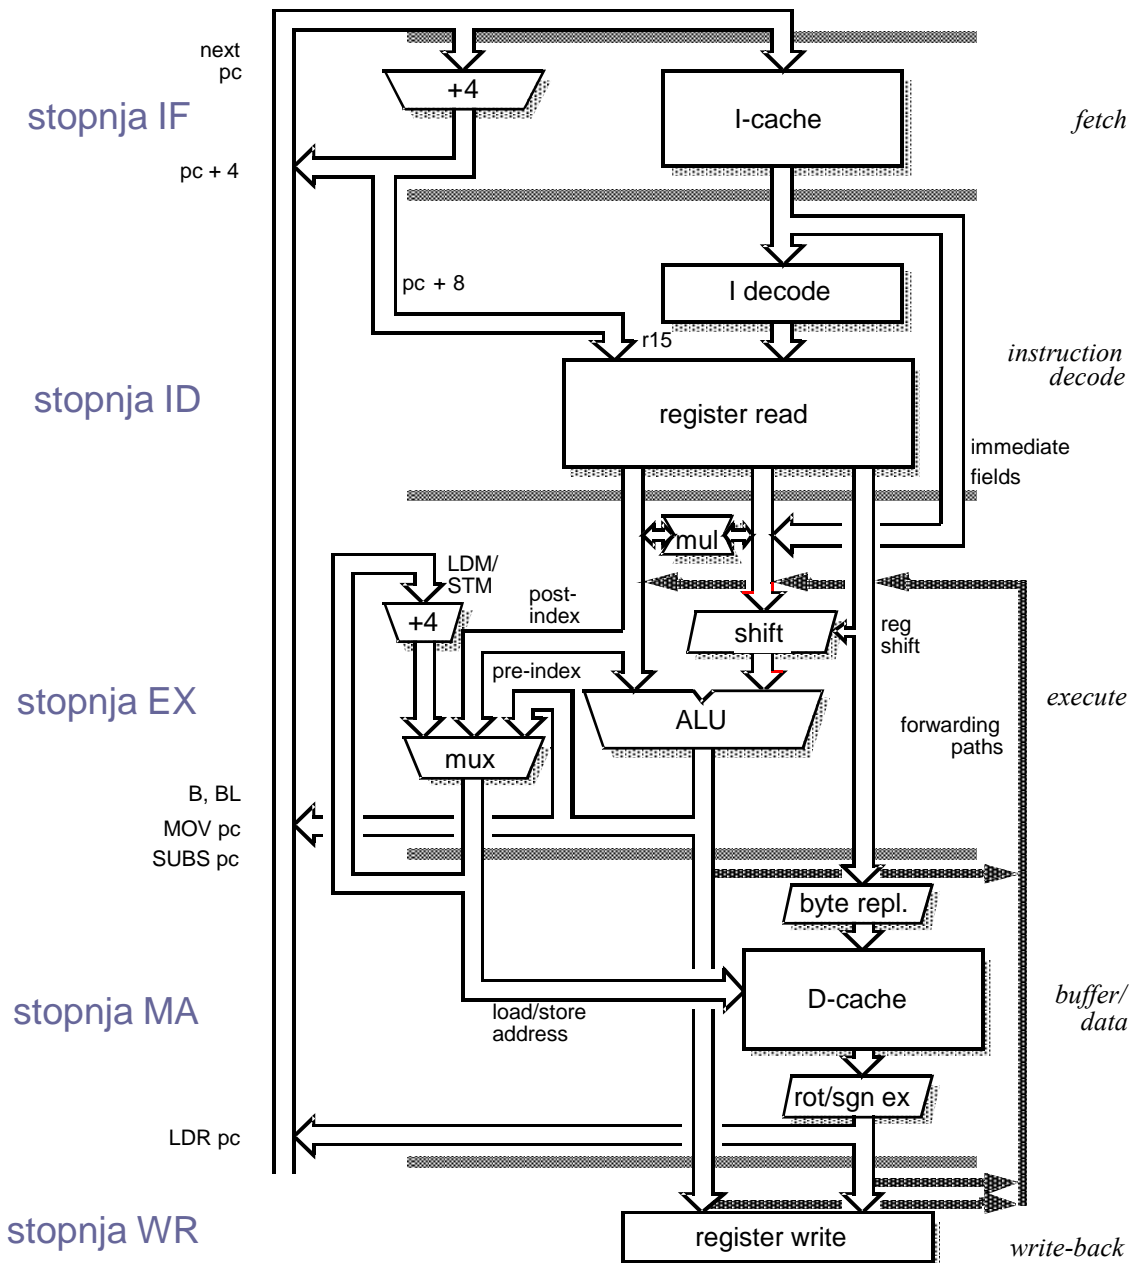 next
pc
+4
stopnja IF
I-cache
fetch
pc + 4
pc + 8
I decode
r15
instruction
decode
stopnja ID
register read
immediate
fields
mul
LDM/
STM
post-
index
+4
shift
reg
shift
pre-index
stopnja EX
ALU
execute
forwarding
paths
mux
B, BL
MOV pc
SUBS pc
byte repl.
stopnja MA
load/store
address
D-cache
buffer/
data
rot/sgn ex
LDR pc
stopnja WR
register write
write-back